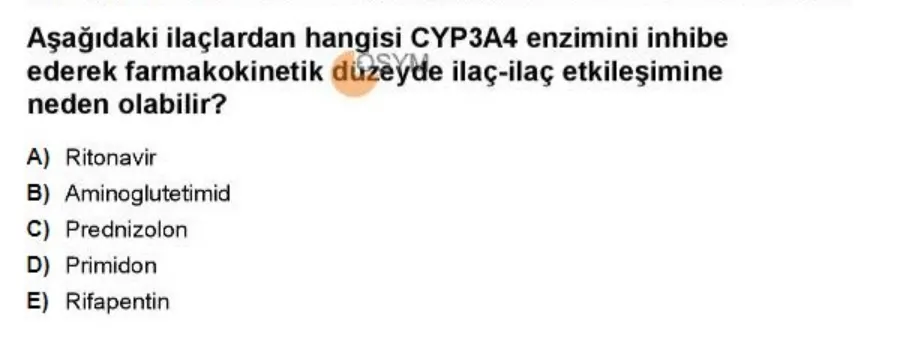 Aşağıdaki ilaçlardan hangisi CYP3A4 enzimini inhibe
ederek farmakokinetik düzeyde ilaç-ilaç etkileşimine
neden olabilir?
ÖSYM
A) Ritonavir
B) Aminoglutetimid
C) Prednizolon
D) Primidon
E) Rifapentin